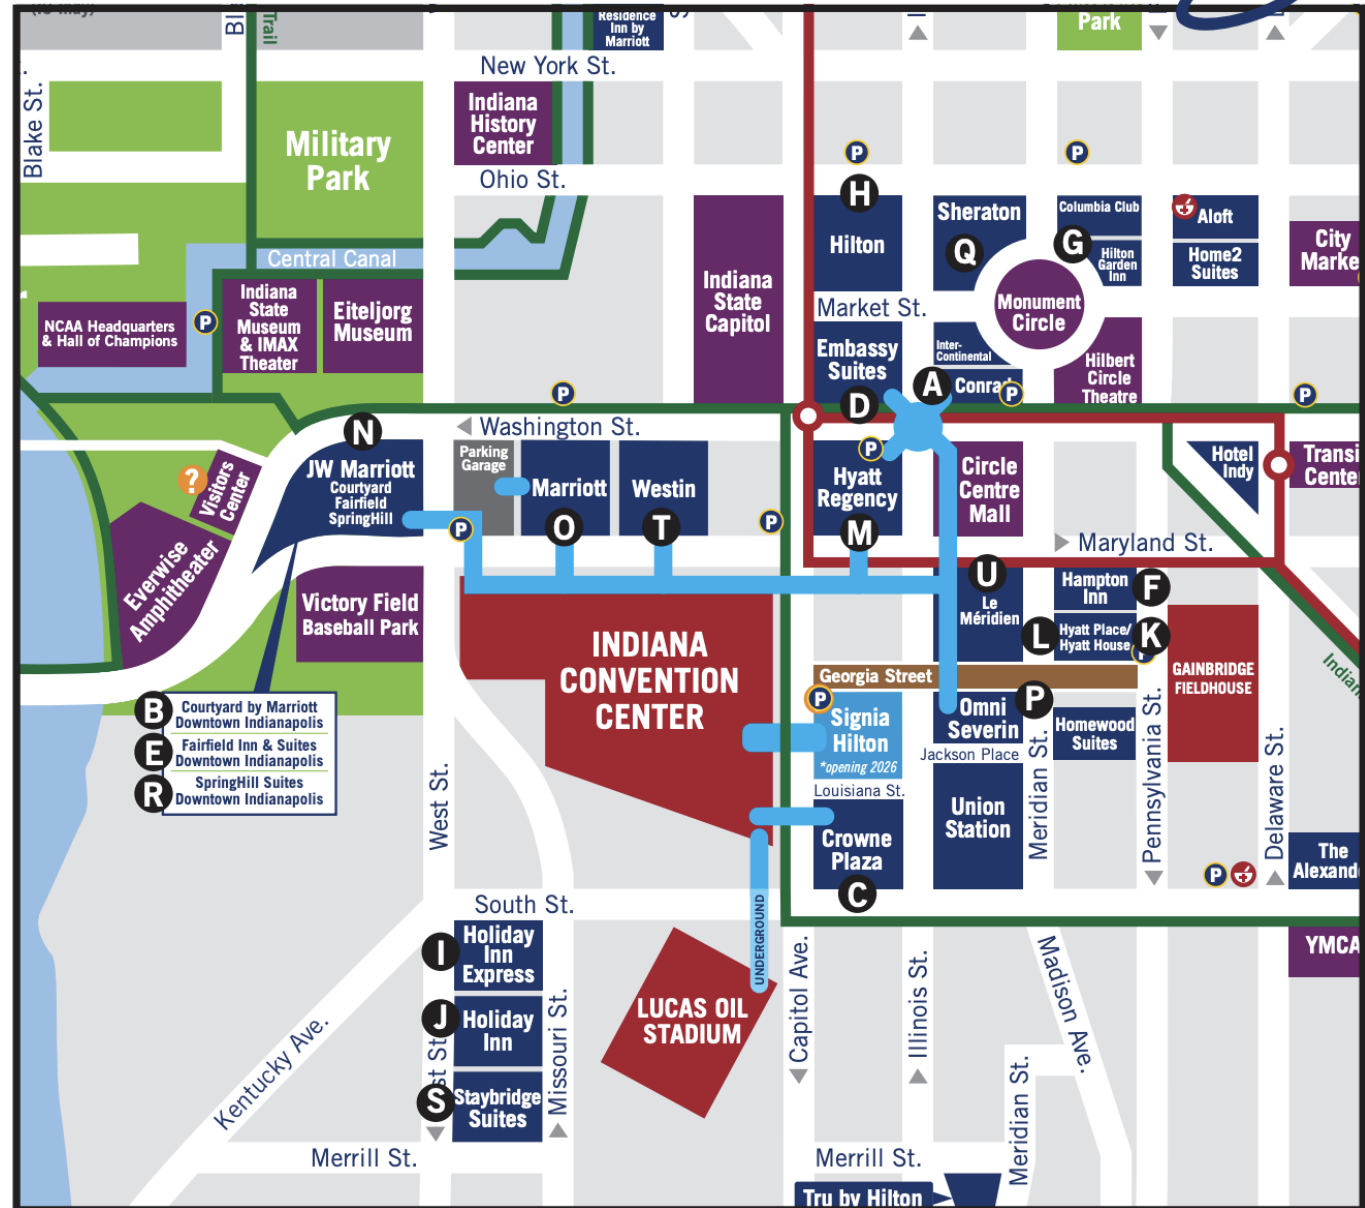 Blake St.
Bl
Trail
Residence
Inn by
Marriott
Park
New York St.
Military
Park
Indiana
History
Center
Ohio St.
P
P
H
Hilton
Sheraton
Q
Columbia Club
G
Hilton
Garden
Inn
Aloft
Home2
Suites
City
Marke
Central Canal
Indiana
State
Capitol
Monument
Circle
Market St.
NCAA Headquarters
& Hall of Champions
P
Indiana
State
Museum
& IMAX
Theater
Eiteljorg
Museum
Embassy
Suites
D
Inter-
Continental
A
Conrad
P
Hilbert
Circle
Theatre
P
P
N
Washington St.
JW Marriott
Courtyard
Fairfield
SpringHill
Parking
Garage
P
Marriott
O
Westin
T
P
P
Hyatt
Regency
M
Circle
Centre
Mall
Hotel
Indy
Transi
Cente
?
Visitors
Center
Everwise
Amphitheater
Victory Field
Baseball Park
Maryland St.
U
Le
Méridien
Hampton
Inn
F
L
Hyatt Place/
Hyatt House
K
P
INDIANA
CONVENTION
CENTER
Georgia Street
GAINBRIDGE
FIELDHOUSE
Indian
P
Signia
Hilton
*opening 2026
Omni
Severin
P
Homewood
Suites
Jackson Place
B
Courtyard by Marriott
Downtown Indianapolis
E
Fairfield Inn & Suites
Downtown Indianapolis
R
SpringHill Suites
Downtown Indianapolis
West St.
Louisiana St.
Crowne
Plaza
C
Union
Station
Meridian St.
Pennsylvania St.
Delaware St.
P
The
Alexand
South St.
UNDERGROUND
I
Holiday
Inn
Express
J
Holiday
Inn
S
Staybridge
Suites
st St
Missouri St.
LUCAS OIL
STADIUM
Capitol Ave.
Illinois St.
Madison Ave.
Meridian St.
YMCA
Kentucky Ave.
Merrill St.
Merrill St.
Tru by Hilton